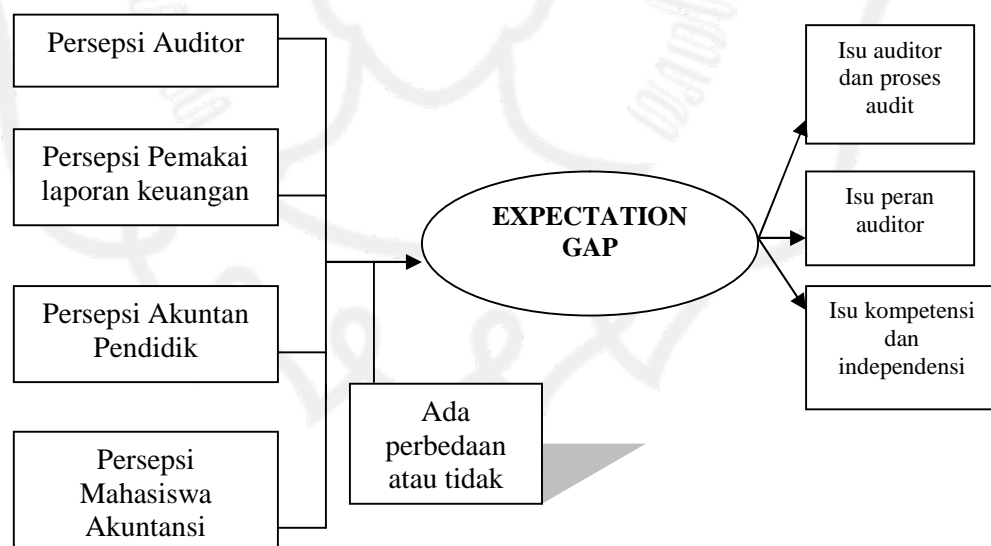 Persepsi Auditor
Persepsi Pemakai
laporan keuangan
Persepsi Akuntan
Pendidik
Persepsi
Mahasiswa
Akuntansi
Ada
perbedaan
atau tidak
EXPECTATION
GAP
Isu auditor
dan proses
audit
Isu peran
auditor
Isu kompetensi
dan
independensi